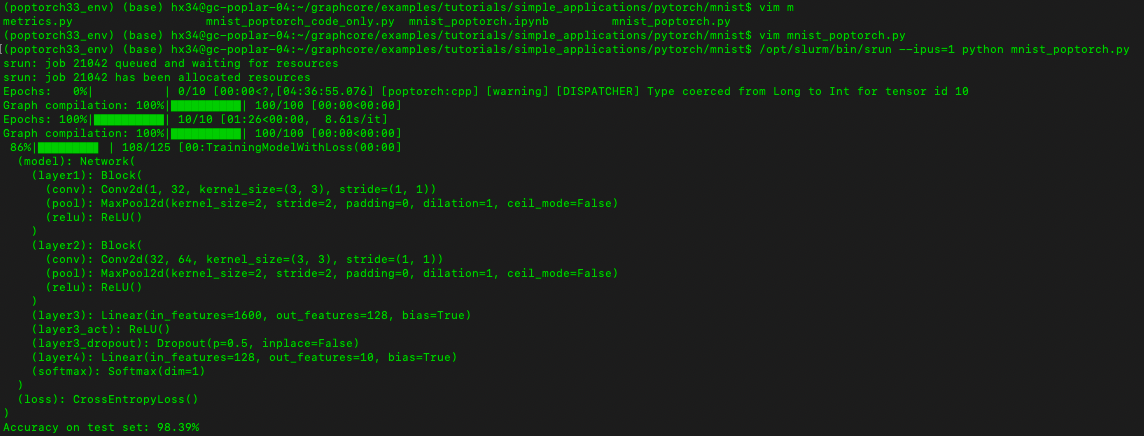 (poptorch33_env) (base) hx34@gc-poplar-04:~/graphcore/examples/tutorials/simple_applications/pytorch/mnist$ vim m
metrics.py                    mnist_poptorch_code_only.py  mnist_poptorch.ipynb          mnist_poptorch.py
(poptorch33_env) (base) hx34@gc-poplar-04:~/graphcore/examples/tutorials/simple_applications/pytorch/mnist$ vim mnist_poptorch.py
[(poptorch33_env) (base) hx34@gc-poplar-04:~/graphcore/examples/tutorials/simple_applications/pytorch/mnist$ /opt/slurm/bin/srun --ipus=1 python mnist_poptorch.py
srun: job 21042 queued and waiting for resources
srun: job 21042 has been allocated resources
Epochs:   0%|          | 0/10 [00:00<?,[04:36:55.076] [poptorch:cpp] [warning] [DISPATCHER] Type coerced from Long to Int for tensor id 10
Graph compilation: 100%|██████████| 100/100 [00:00<00:00]
Epochs: 100%|██████████| 10/10 [01:26<00:00,  8.61s/it]
Graph compilation: 100%|██████████| 100/100 [00:00<00:00]
 86%|████████▋ | 108/125 [00:TrainingModelWithLoss(00:00]
  (model): Network(
    (layer1): Block(
      (conv): Conv2d(1, 32, kernel_size=(3, 3), stride=(1, 1))
      (pool): MaxPool2d(kernel_size=2, stride=2, padding=0, dilation=1, ceil_mode=False)
      (relu): ReLU()
    )
    (layer2): Block(
      (conv): Conv2d(32, 64, kernel_size=(3, 3), stride=(1, 1))
      (pool): MaxPool2d(kernel_size=2, stride=2, padding=0, dilation=1, ceil_mode=False)
      (relu): ReLU()
    )
    (layer3): Linear(in_features=1600, out_features=128, bias=True)
    (layer3_act): ReLU()
    (layer3_dropout): Dropout(p=0.5, inplace=False)
    (layer4): Linear(in_features=128, out_features=10, bias=True)
    (softmax): Softmax(dim=1)
  )
  (loss): CrossEntropyLoss()
)
Accuracy on test set: 98.39%